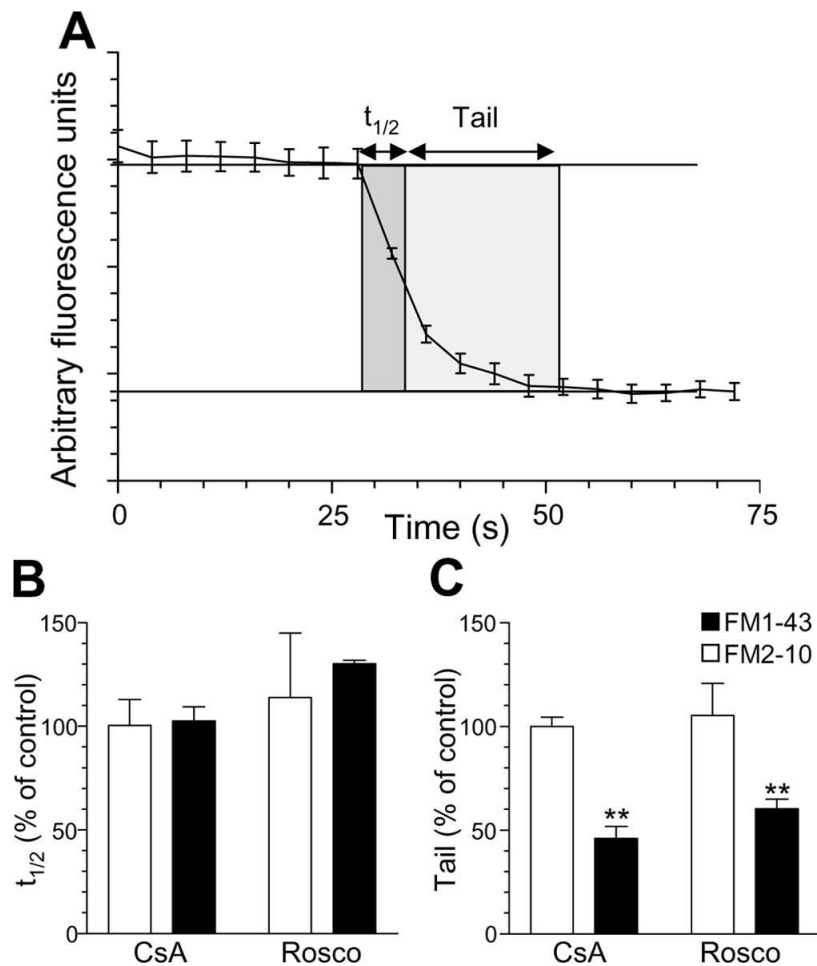 A
Arbitrary fluorescence units
t1/2
Tail
0
25
50
75
Time (s)
B
t1/2 (% of control)
150
100
50
0
CsA
Rosco
C
Tail (% of control)
150
100
50
0
FM1-43
FM2-10
**
**
CsA
Rosco